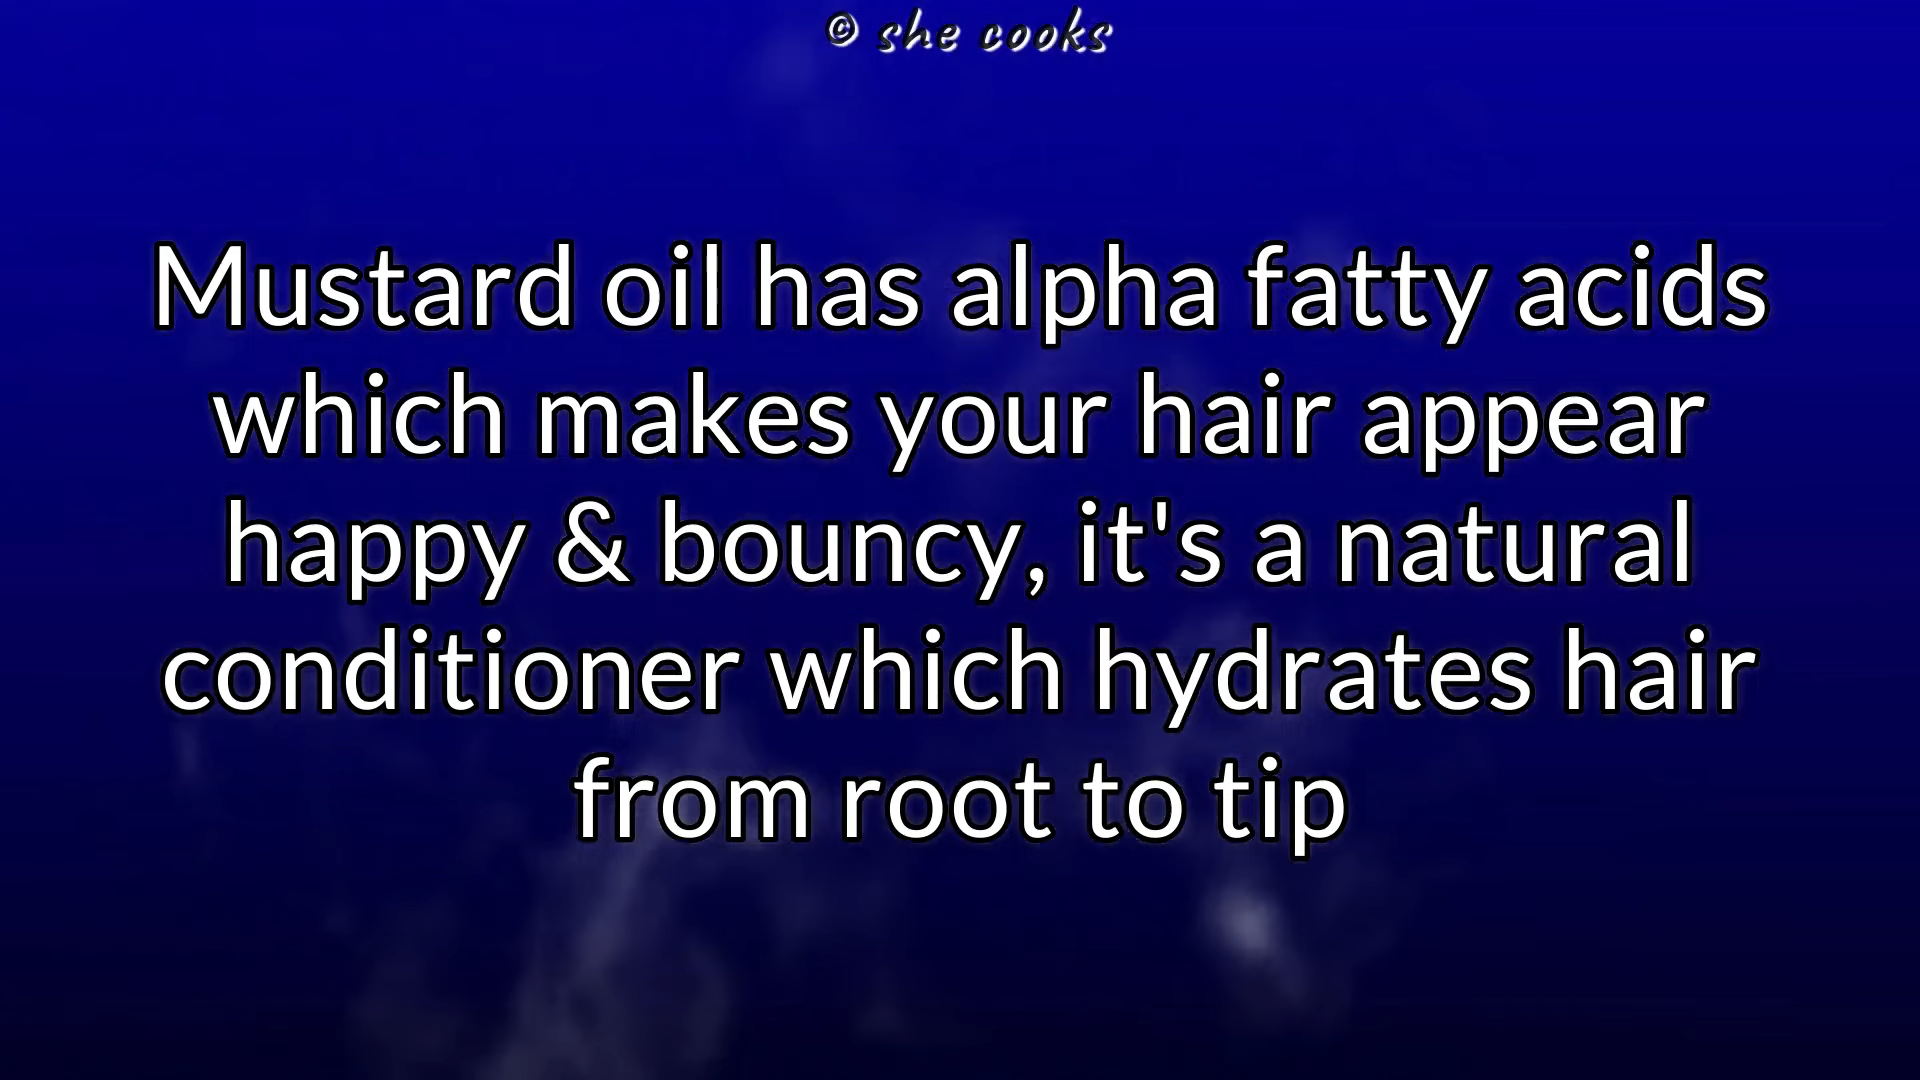 © she cooks
Mustard oil has alpha fatty acids
which makes your hair appear
happy & bouncy, it's a natural
conditioner which hydrates hair
from root to tip